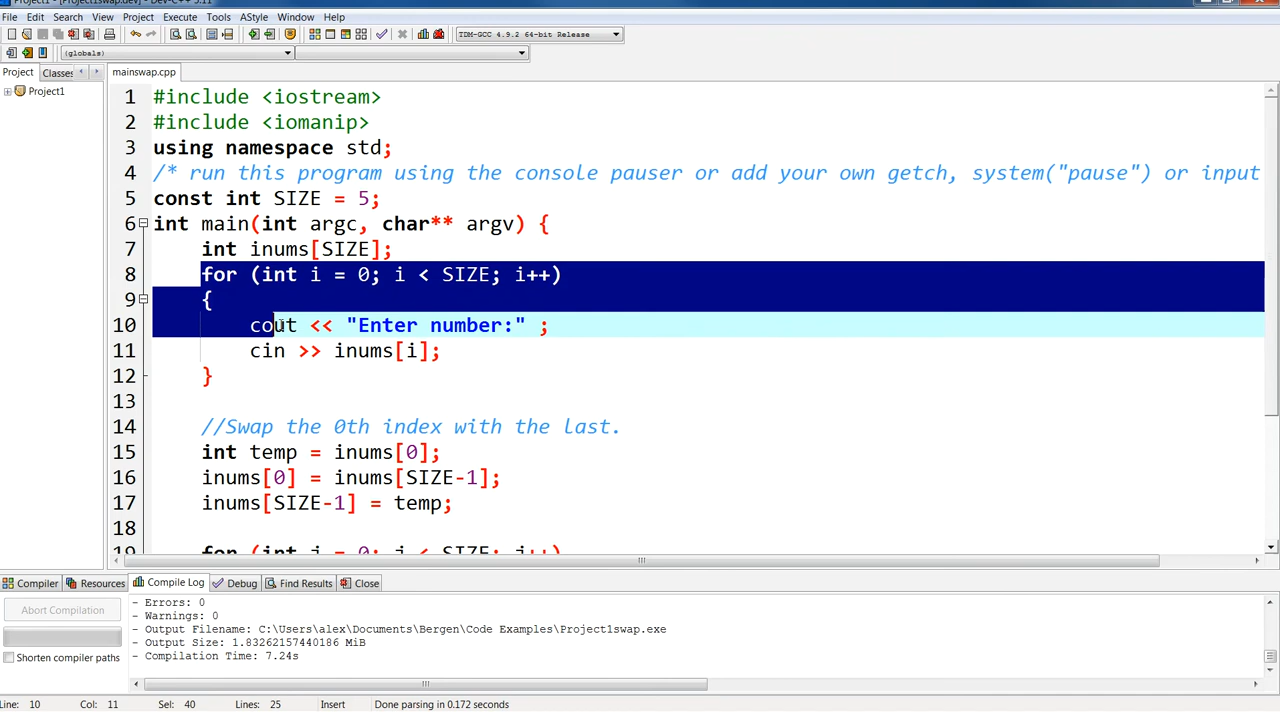 Project1 - [Project1swap.dev] - Dev-C++ 5.11
File Edit Search View Project Execute Tools AStyle Window Help
TDM-GCC 4.9.2 64-bit Release
(globals)
Project Classes
mainswap.cpp
Project1
1 #include <iostream>
2 #include <iomanip>
3 using namespace std;
4 /* run this program using the console pauser or add your own getch, system("pause") or input
5 const int SIZE = 5;
6 int main(int argc, char** argv) {
7 int inums[SIZE];
8 for (int i = 0; i < SIZE; i++)
9 {
10 cout << "Enter number:" ;
11 cin >> inums[i];
12 }
13
14 //Swap the 0th index with the last.
15 int temp = inums[0];
16 inums[0] = inums[SIZE-1];
17 inums[SIZE-1] = temp;
18
19 for (int i = 0; i < SIZE; i++)
Compiler Resources Compile Log Debug Find Results Close
Abort Compilation
Shorten compiler paths
- Errors: 0
- Warnings: 0
- Output Filename: C:\Users\alex\Documents\Bergen\Code Examples\Project1swap.exe
- Output Size: 1.83262157440186 MiB
- Compilation Time: 7.24s
Line: 10 Col: 11 Sel: 40 Lines: 25 Insert Done parsing in 0.172 seconds